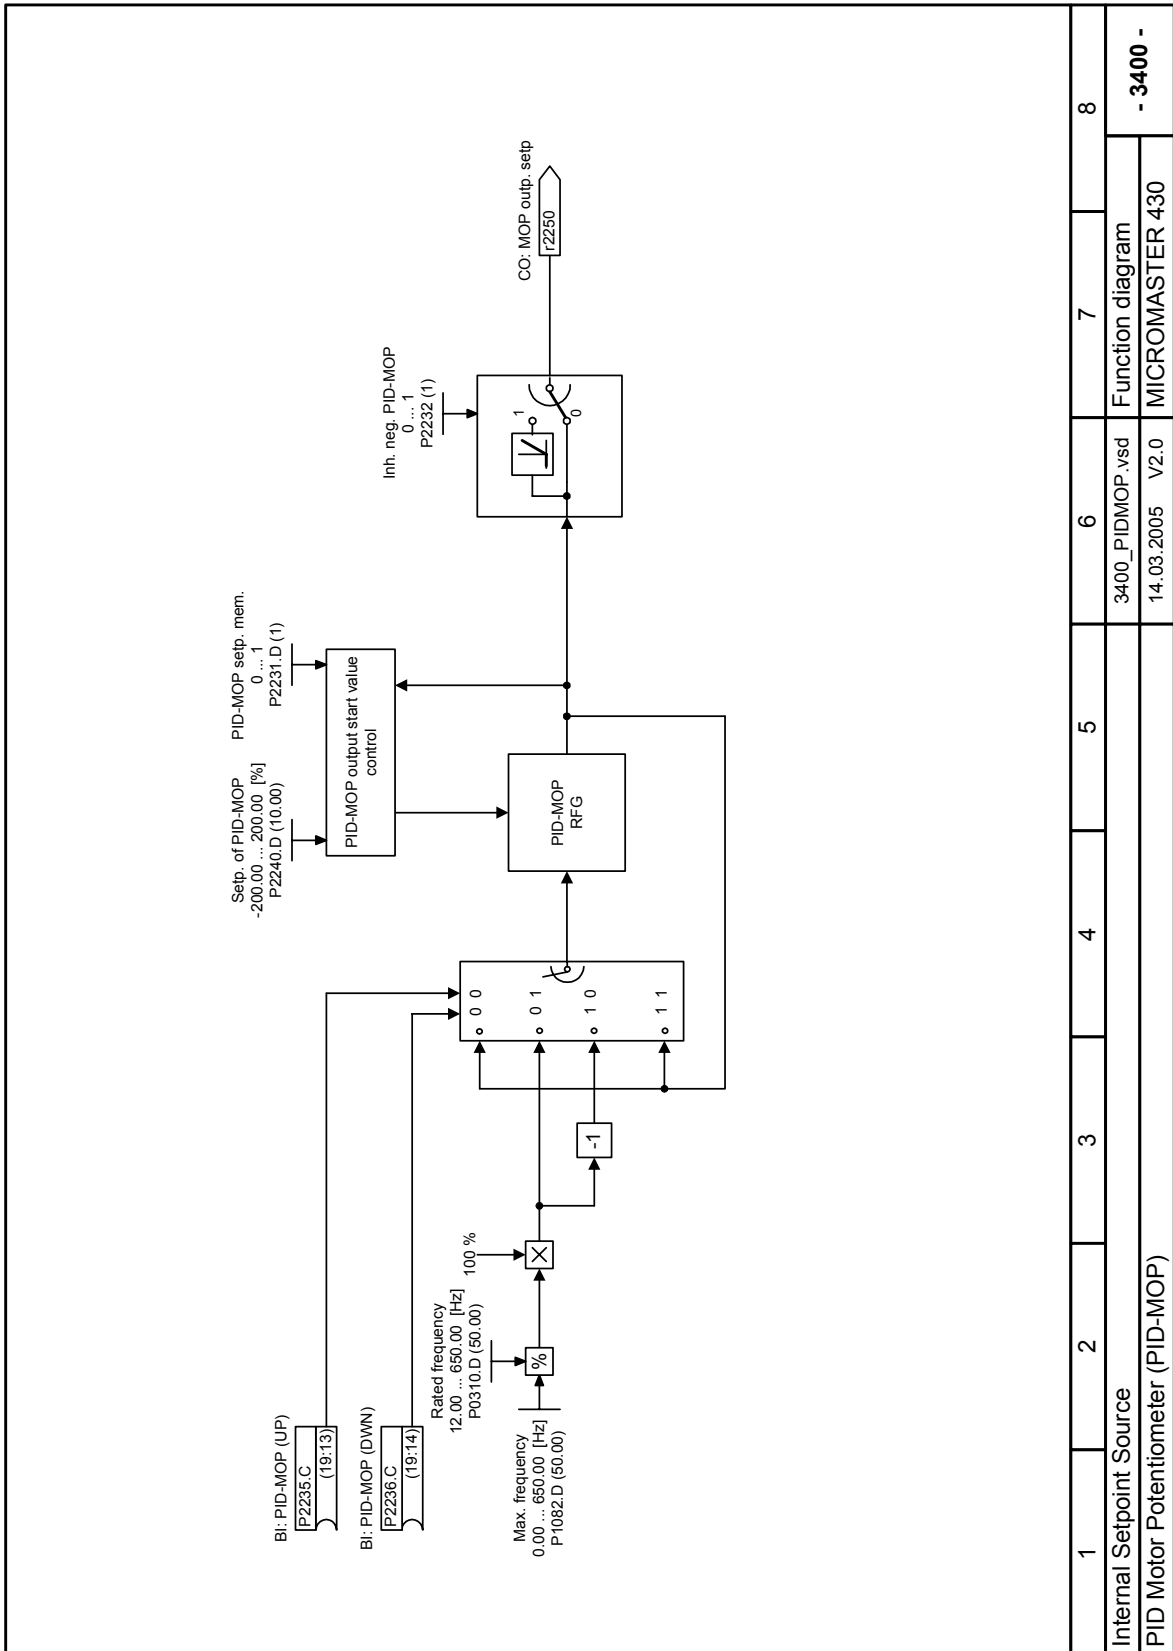 BI: PID-MOP (UP)
P2235.C
(19:13)
BI: PID-MOP (DWN)
P2236.C
(19:14)
Max. frequency
0.00 ... 650.00 [Hz]
P1082.D (50.00)
Rated frequency
12.00 ... 650.00 [Hz]
P0310.D (50.00)
%
100 %
-1
0 0
0 1
1 0
1 1
Setp. of PID-MOP
-200.00 ... 200.00 [%]
P2240.D (10.00)
PID-MOP setp. mem.
0 ... 1
P2231.D (1)
PID-MOP output start value
control
PID-MOP
RFG
Inh. neg. PID-MOP
0 ... 1
P2232 (1)
1
0
CO: MOP outp. setp
r2250
1 2 3 4 5 6 7 8
Internal Setpoint Source
3400_PIDMOP.vsd
Function diagram
- 3400 -
PID Motor Potentiometer (PID-MOP)
14.03.2005 V2.0
MICROMASTER 430